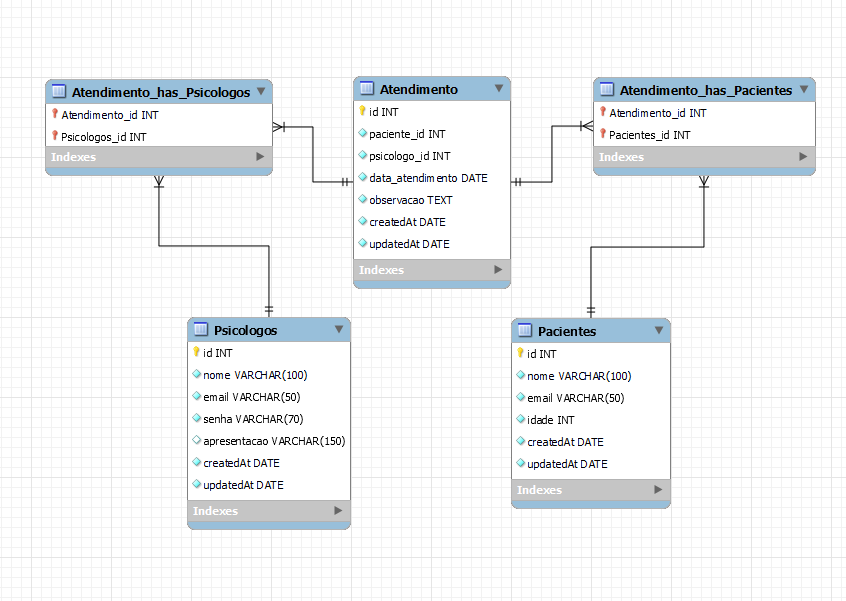 Atendimento_has_Psicologos
Atendimento_id INT
Psicologos_id INT
Indexes
Atendimento
id INT
paciente_id INT
psicologo_id INT
data_atendimento DATE
observacao TEXT
createdAt DATE
updatedAt DATE
Indexes
Atendimento_has_Pacientes
Atendimento_id INT
Pacientes_id INT
Indexes
Psicologos
id INT
nome VARCHAR(100)
email VARCHAR(50)
senha VARCHAR(70)
apresentacao VARCHAR(150)
createdAt DATE
updatedAt DATE
Indexes
Pacientes
id INT
nome VARCHAR(100)
email VARCHAR(50)
idade INT
createdAt DATE
updatedAt DATE
Indexes